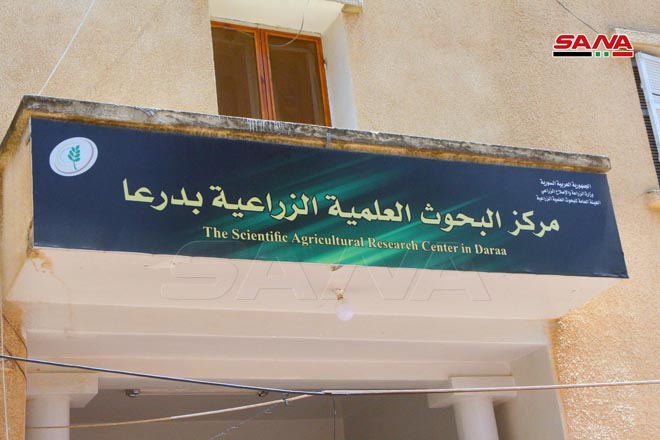 SANA
الجمهورية العربية السورية
وزارة الزراعة والإصلاح الزراعي
الهيئة العامة للبحوث العلمية الزراعية
مركز البحوث العلمية الزراعية بدرعا
The Scientific Agricultural Research Center in Daraa
SANA